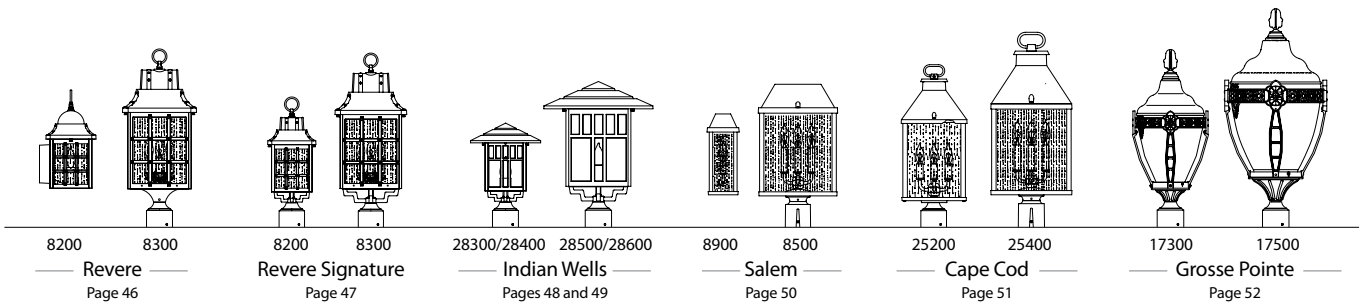 8200 8300 8200 8300 28300/28400 28500/28600 8900 8500 25200 25400 17300 17500
Revere Revere Signature Indian Wells Salem Cape Cod Grosse Pointe
Page 46 Page 47 Pages 48 and 49 Page 50 Page 51 Page 52